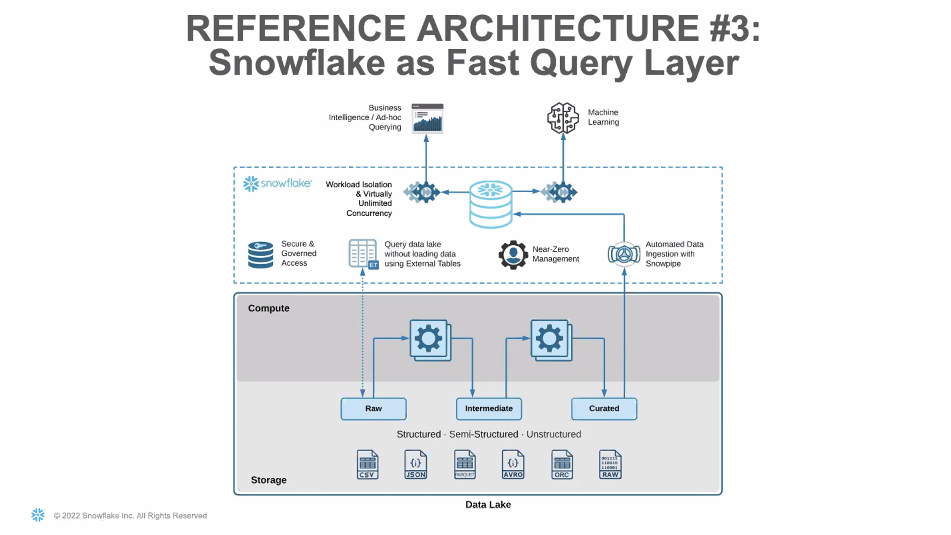 REFERENCE ARCHITECTURE #3:
Snowflake as Fast Query Layer
Business
Intelligence / Ad-hoc
Querying
Machine
Learning
snowflake®
Workload Isolation
& Virtually
Unlimited
Concurrency
Secure &
Governed
Access
ET
Query data lake
without loading data
using External Tables
Near-Zero
Management
Automated Data
Ingestion with
Snowpipe
Compute
Raw
Intermediate
Curated
Structured · Semi-Structured · Unstructured
CSV
{i}
JSON
PARQUET
{i}
AVRO
ORC
RAW
Storage
Data Lake
© 2022 Snowflake Inc. All Rights Reserved